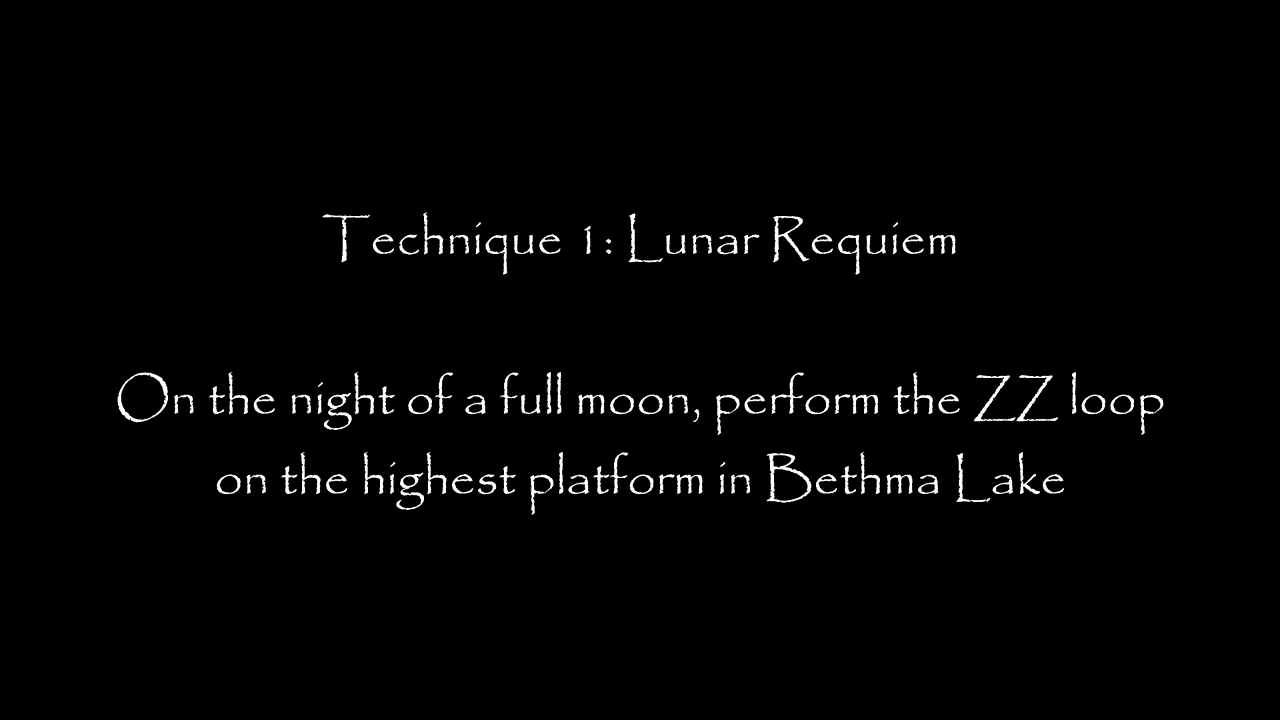 Technique 1: Lunar Requiem
On the night of a full moon, perform the ZZ loop
on the highest platform in Bethma Lake